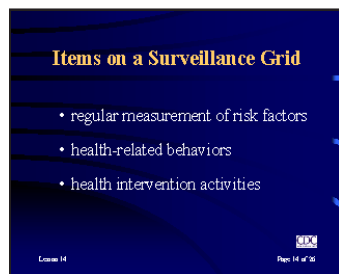 Items on a Surveillance Grid
• regular measurement of risk factors
• health-related behaviors
• health intervention activities
CDC
Lesson 14
Page 14 of 26